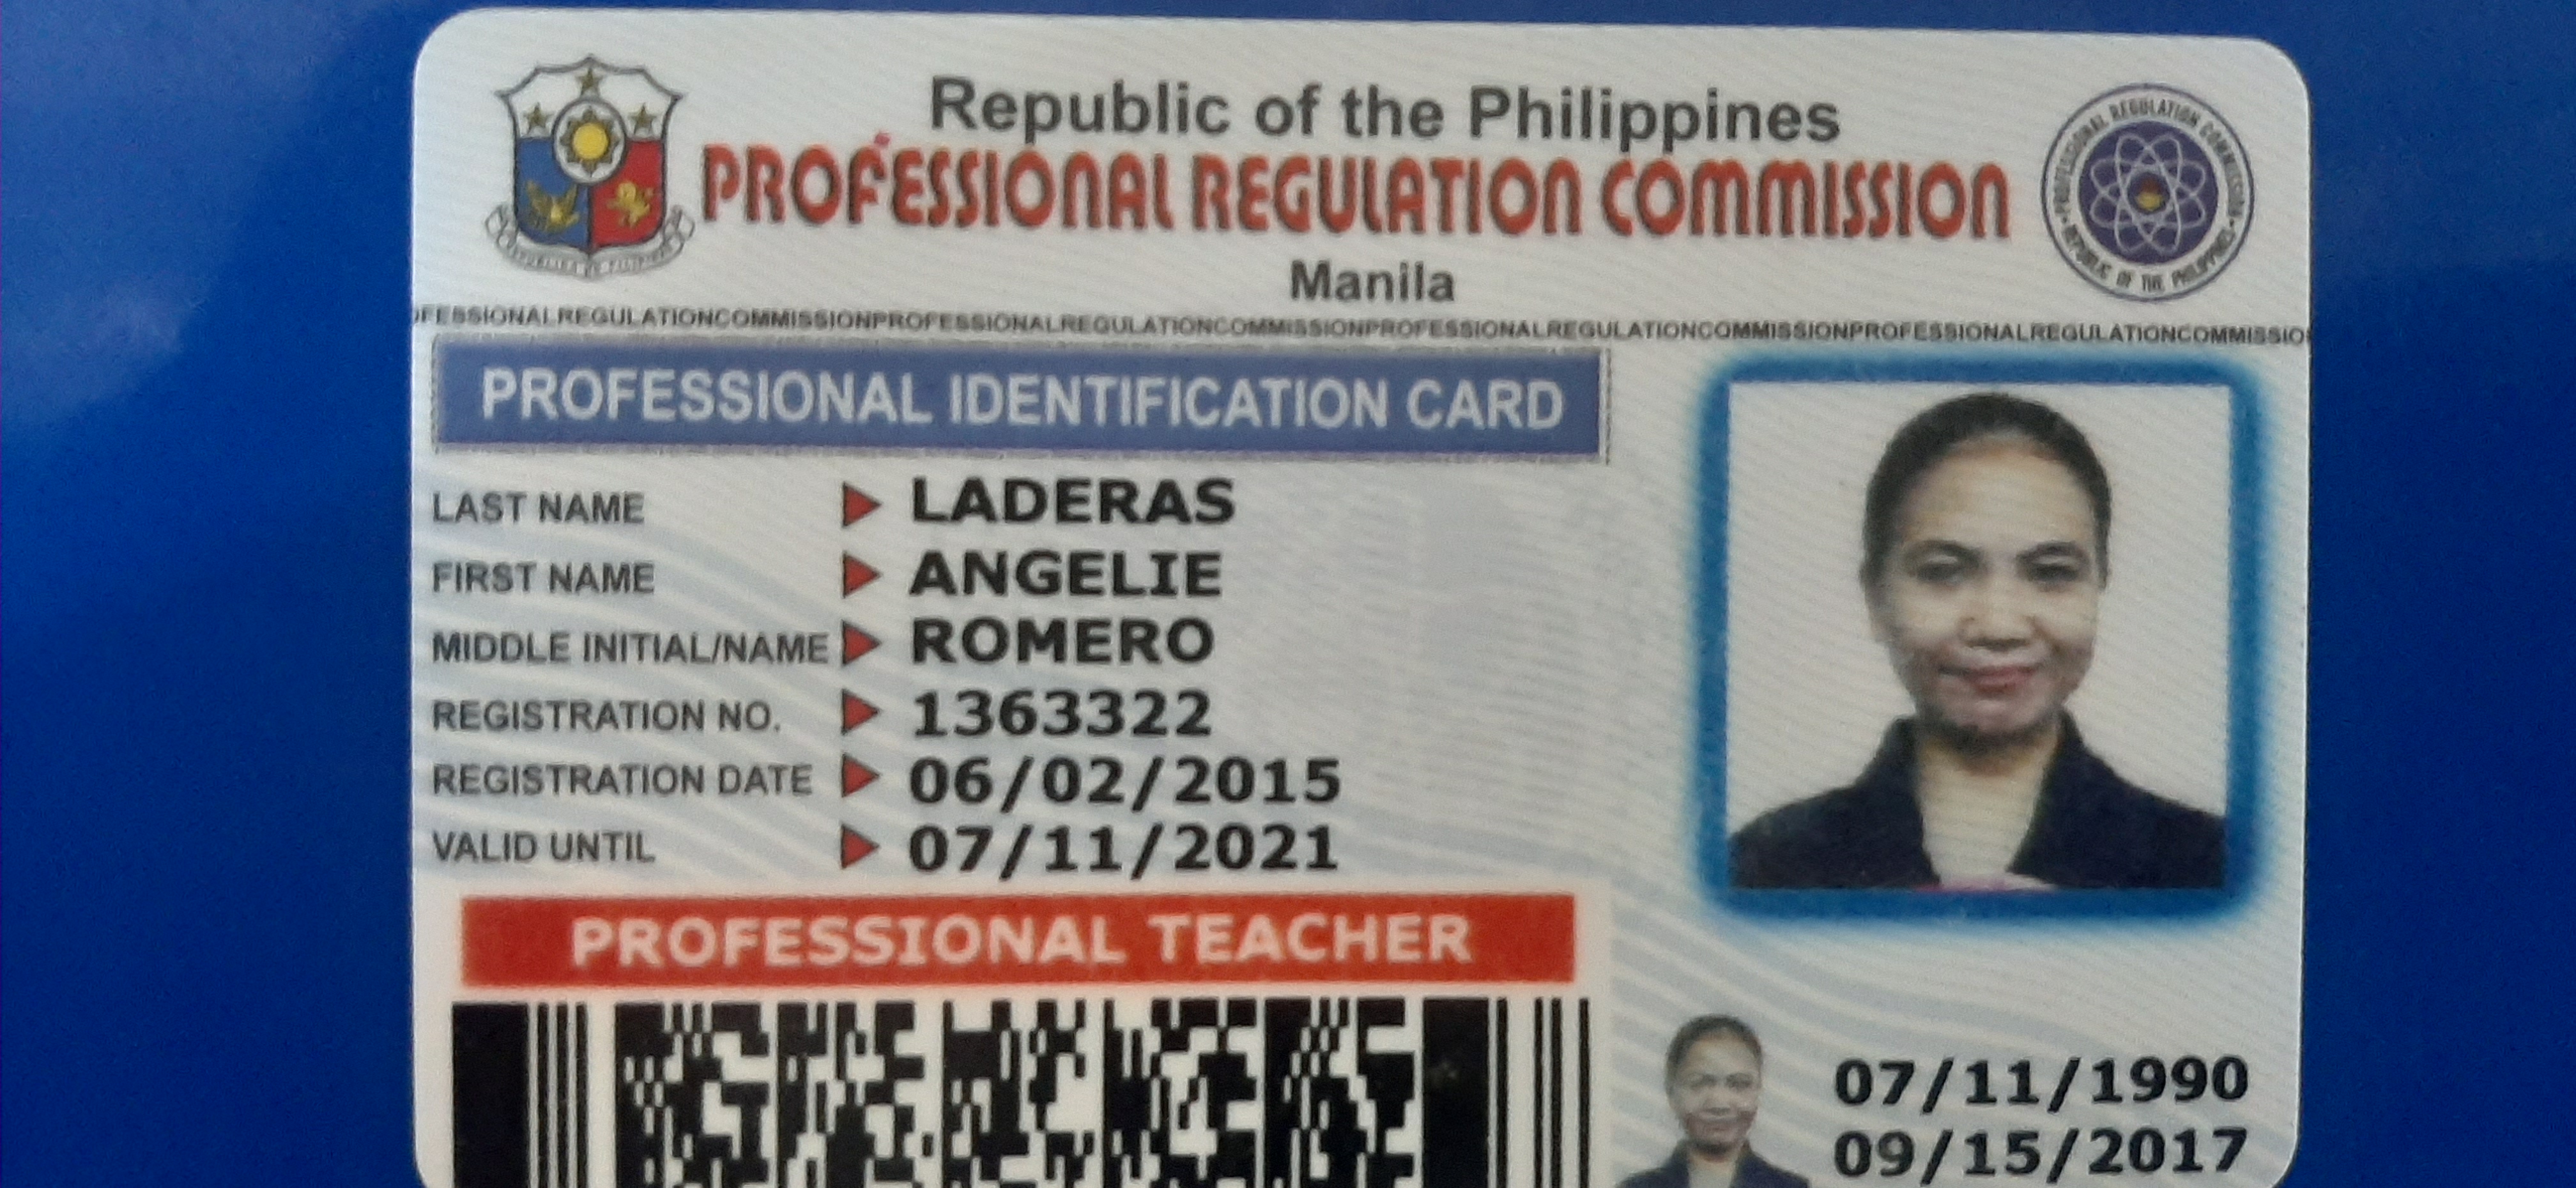 Republic of the Philippines
PROFESSIONAL REGULATION COMMISSION
Manila
PROFESSIONAL REGULATION COMMISSION
REPUBLIC OF THE PHILIPPINES
OFESSIONALREGULATIONCOMMISSIONPROFESSIONALREGULATIONCOMMISSIONPROFESSIONALREGULATIONCOMMISSIONPROFESSIONALREGULATIONCOMMISSIO
PROFESSIONAL IDENTIFICATION CARD
LAST NAME LADERAS
FIRST NAME ANGELIE
MIDDLE INITIAL/NAME ROMERO
REGISTRATION NO. 1363322
REGISTRATION DATE 06/02/2015
VALID UNTIL 07/11/2021
PROFESSIONAL TEACHER
07/11/1990
09/15/2017